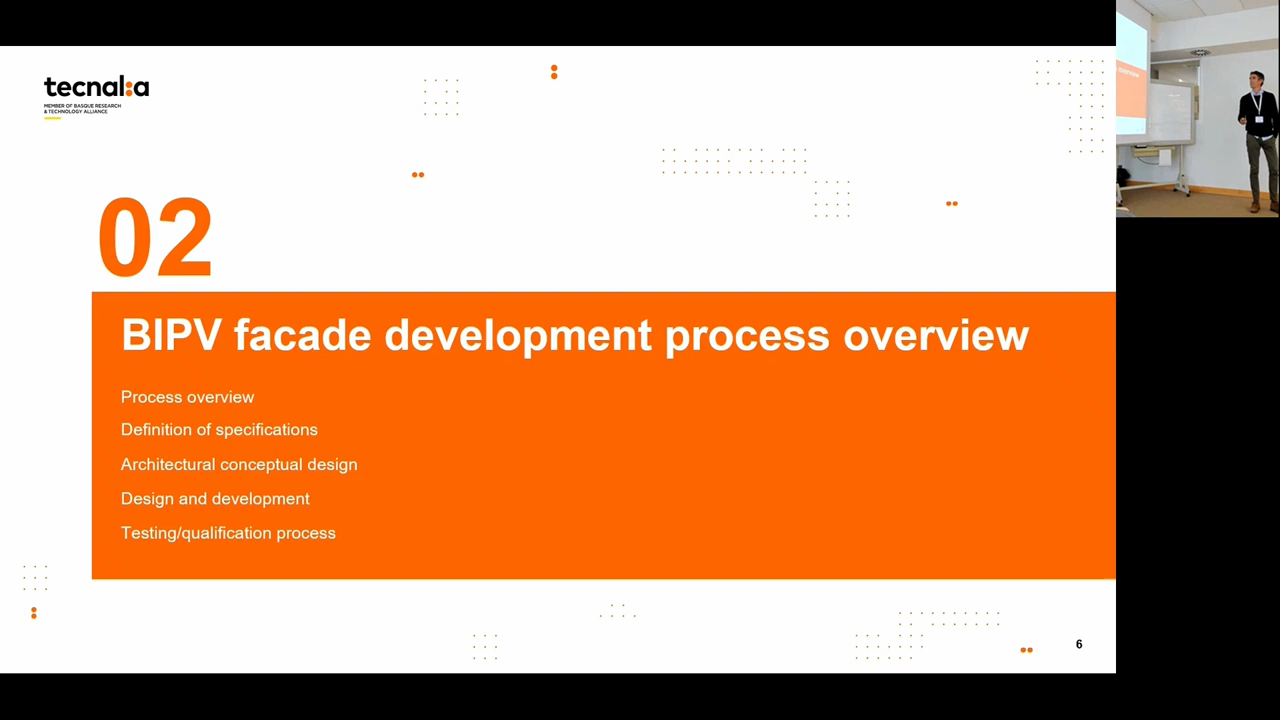 tecnal:a
MEMBER OF BASQUE RESEARCH
& TECHNOLOGY ALLIANCE
02
BIPV facade development process overview
Process overview
Definition of specifications
Architectural conceptual design
Design and development
Testing/qualification process
6
overview